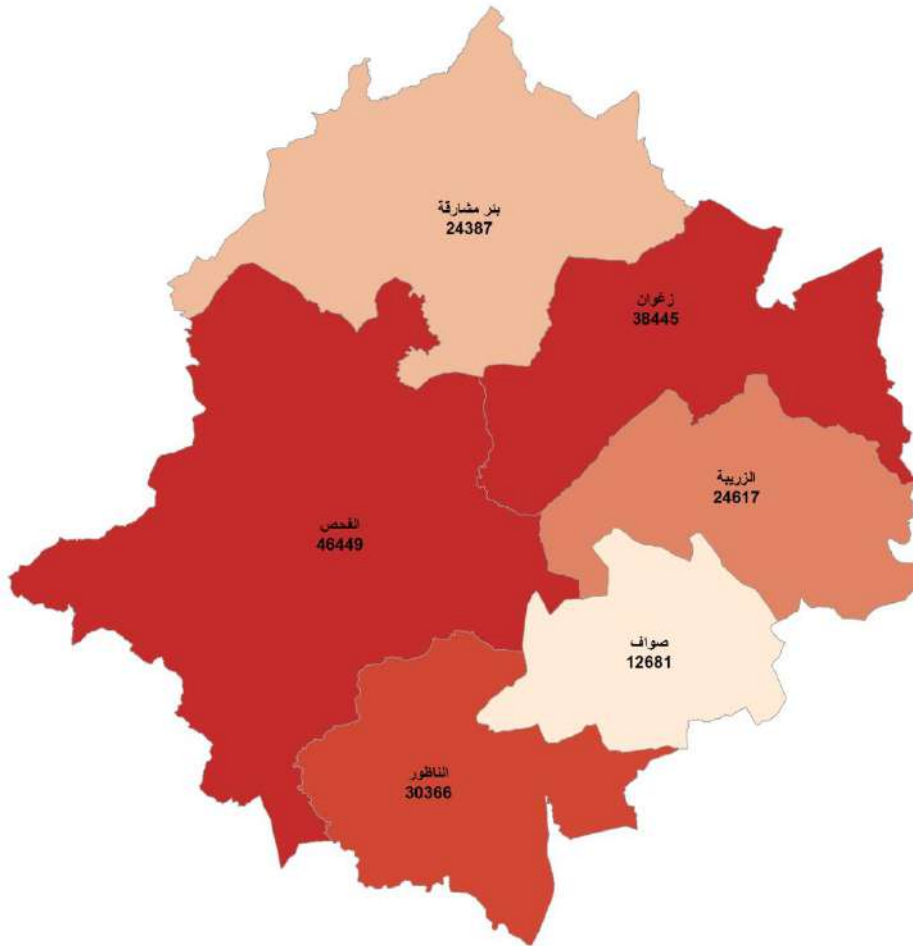 بئر مشارقة
24387
زغوان
38445
الزريبة
24617
الفحص
46449
صواف
12681
الناظور
30366